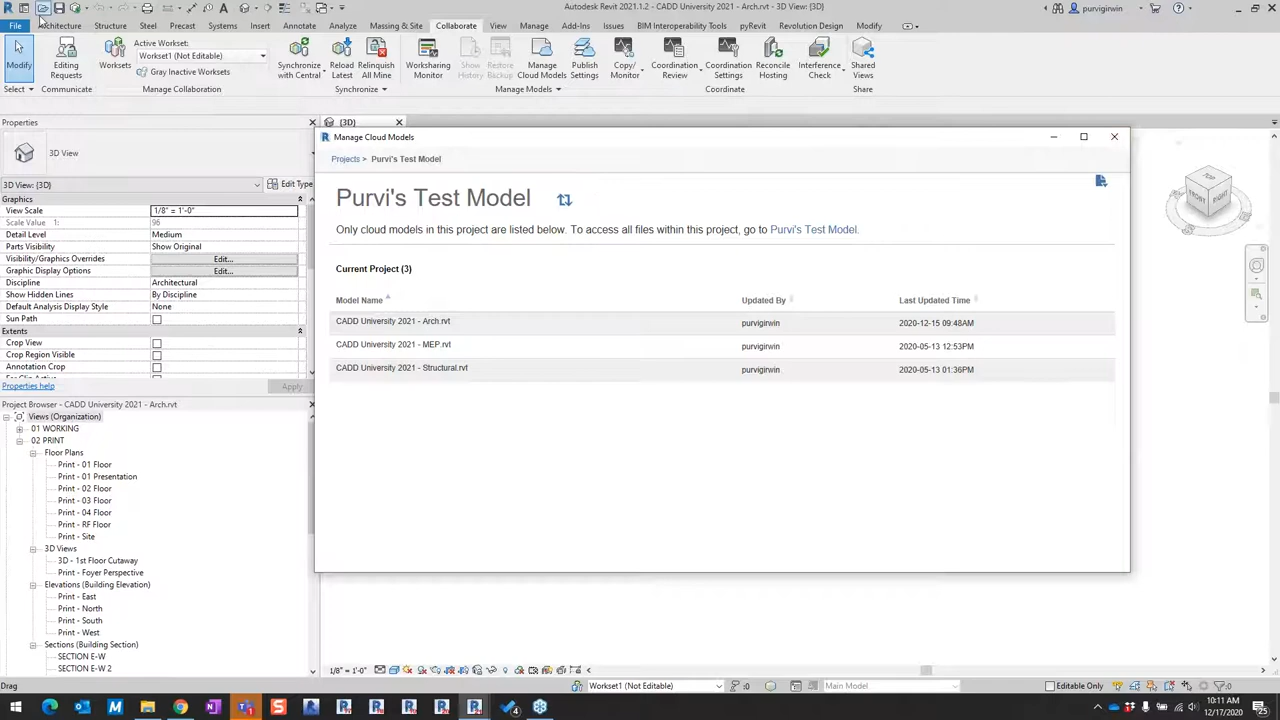 Autodesk Revit 2021.1.2 - CADD University 2021 - Arch.rvt - 3D View: {3D}
purvigirwin
File Architecture Structure Steel Precast Systems Insert Annotate Analyze Massing & Site Collaborate View Manage Add-Ins Issues BIM Interoperability Tools pyRevit Revolution Design Modify
Modify
Select
Editing Requests
Communicate
Worksets
Active Workset:
Workset1 (Not Editable)
Gray Inactive Worksets
Manage Collaboration
Synchronize with Central
Reload Latest
Relinquish All Mine
Synchronize
Worksharing Monitor
Show History
Restore Backup
Manage Cloud Models
Publish Settings
Manage Models
Copy/ Monitor
Coordination Review
Coordination Settings
Reconcile Hosting
Interference Check
Coordinate
Shared Views
Share
Properties
3D View
3D View: {3D}
Edit Type
Graphics
View Scale 1/8" = 1'-0"
Scale Value 1: 96
Detail Level Medium
Parts Visibility Show Original
Visibility/Graphics Overrides Edit...
Graphic Display Options Edit...
Discipline Architectural
Show Hidden Lines By Discipline
Default Analysis Display Style None
Sun Path
Extents
Crop View
Crop Region Visible
Annotation Crop
Properties help
Apply
Project Browser - CADD University 2021 - Arch.rvt
Views (Organization)
01 WORKING
02 PRINT
Floor Plans
Print - 01 Floor
Print - 01 Presentation
Print - 02 Floor
Print - 03 Floor
Print - 04 Floor
Print - RF Floor
Print - Site
3D Views
3D - 1st Floor Cutaway
Print - Foyer Perspective
Elevations (Building Elevation)
Print - East
Print - North
Print - South
Print - West
Sections (Building Section)
SECTION E-W
SECTION E-W 2
Drag
{3D}
Manage Cloud Models
Projects > Purvi's Test Model
Purvi's Test Model
Only cloud models in this project are listed below. To access all files within this project, go to Purvi's Test Model.
Current Project (3)
Model Name Updated By Last Updated Time
CADD University 2021 - Arch.rvt purvigirwin 2020-12-15 09:48AM
CADD University 2021 - MEP.rvt purvigirwin 2020-05-13 12:53PM
CADD University 2021 - Structural.rvt purvigirwin 2020-05-13 01:36PM
TOP
FRONT
RIGHT
1/8" = 1'-0"
Workset1 (Not Editable)
:0
Main Model
Editable Only
:0
10:11 AM
12/17/2020